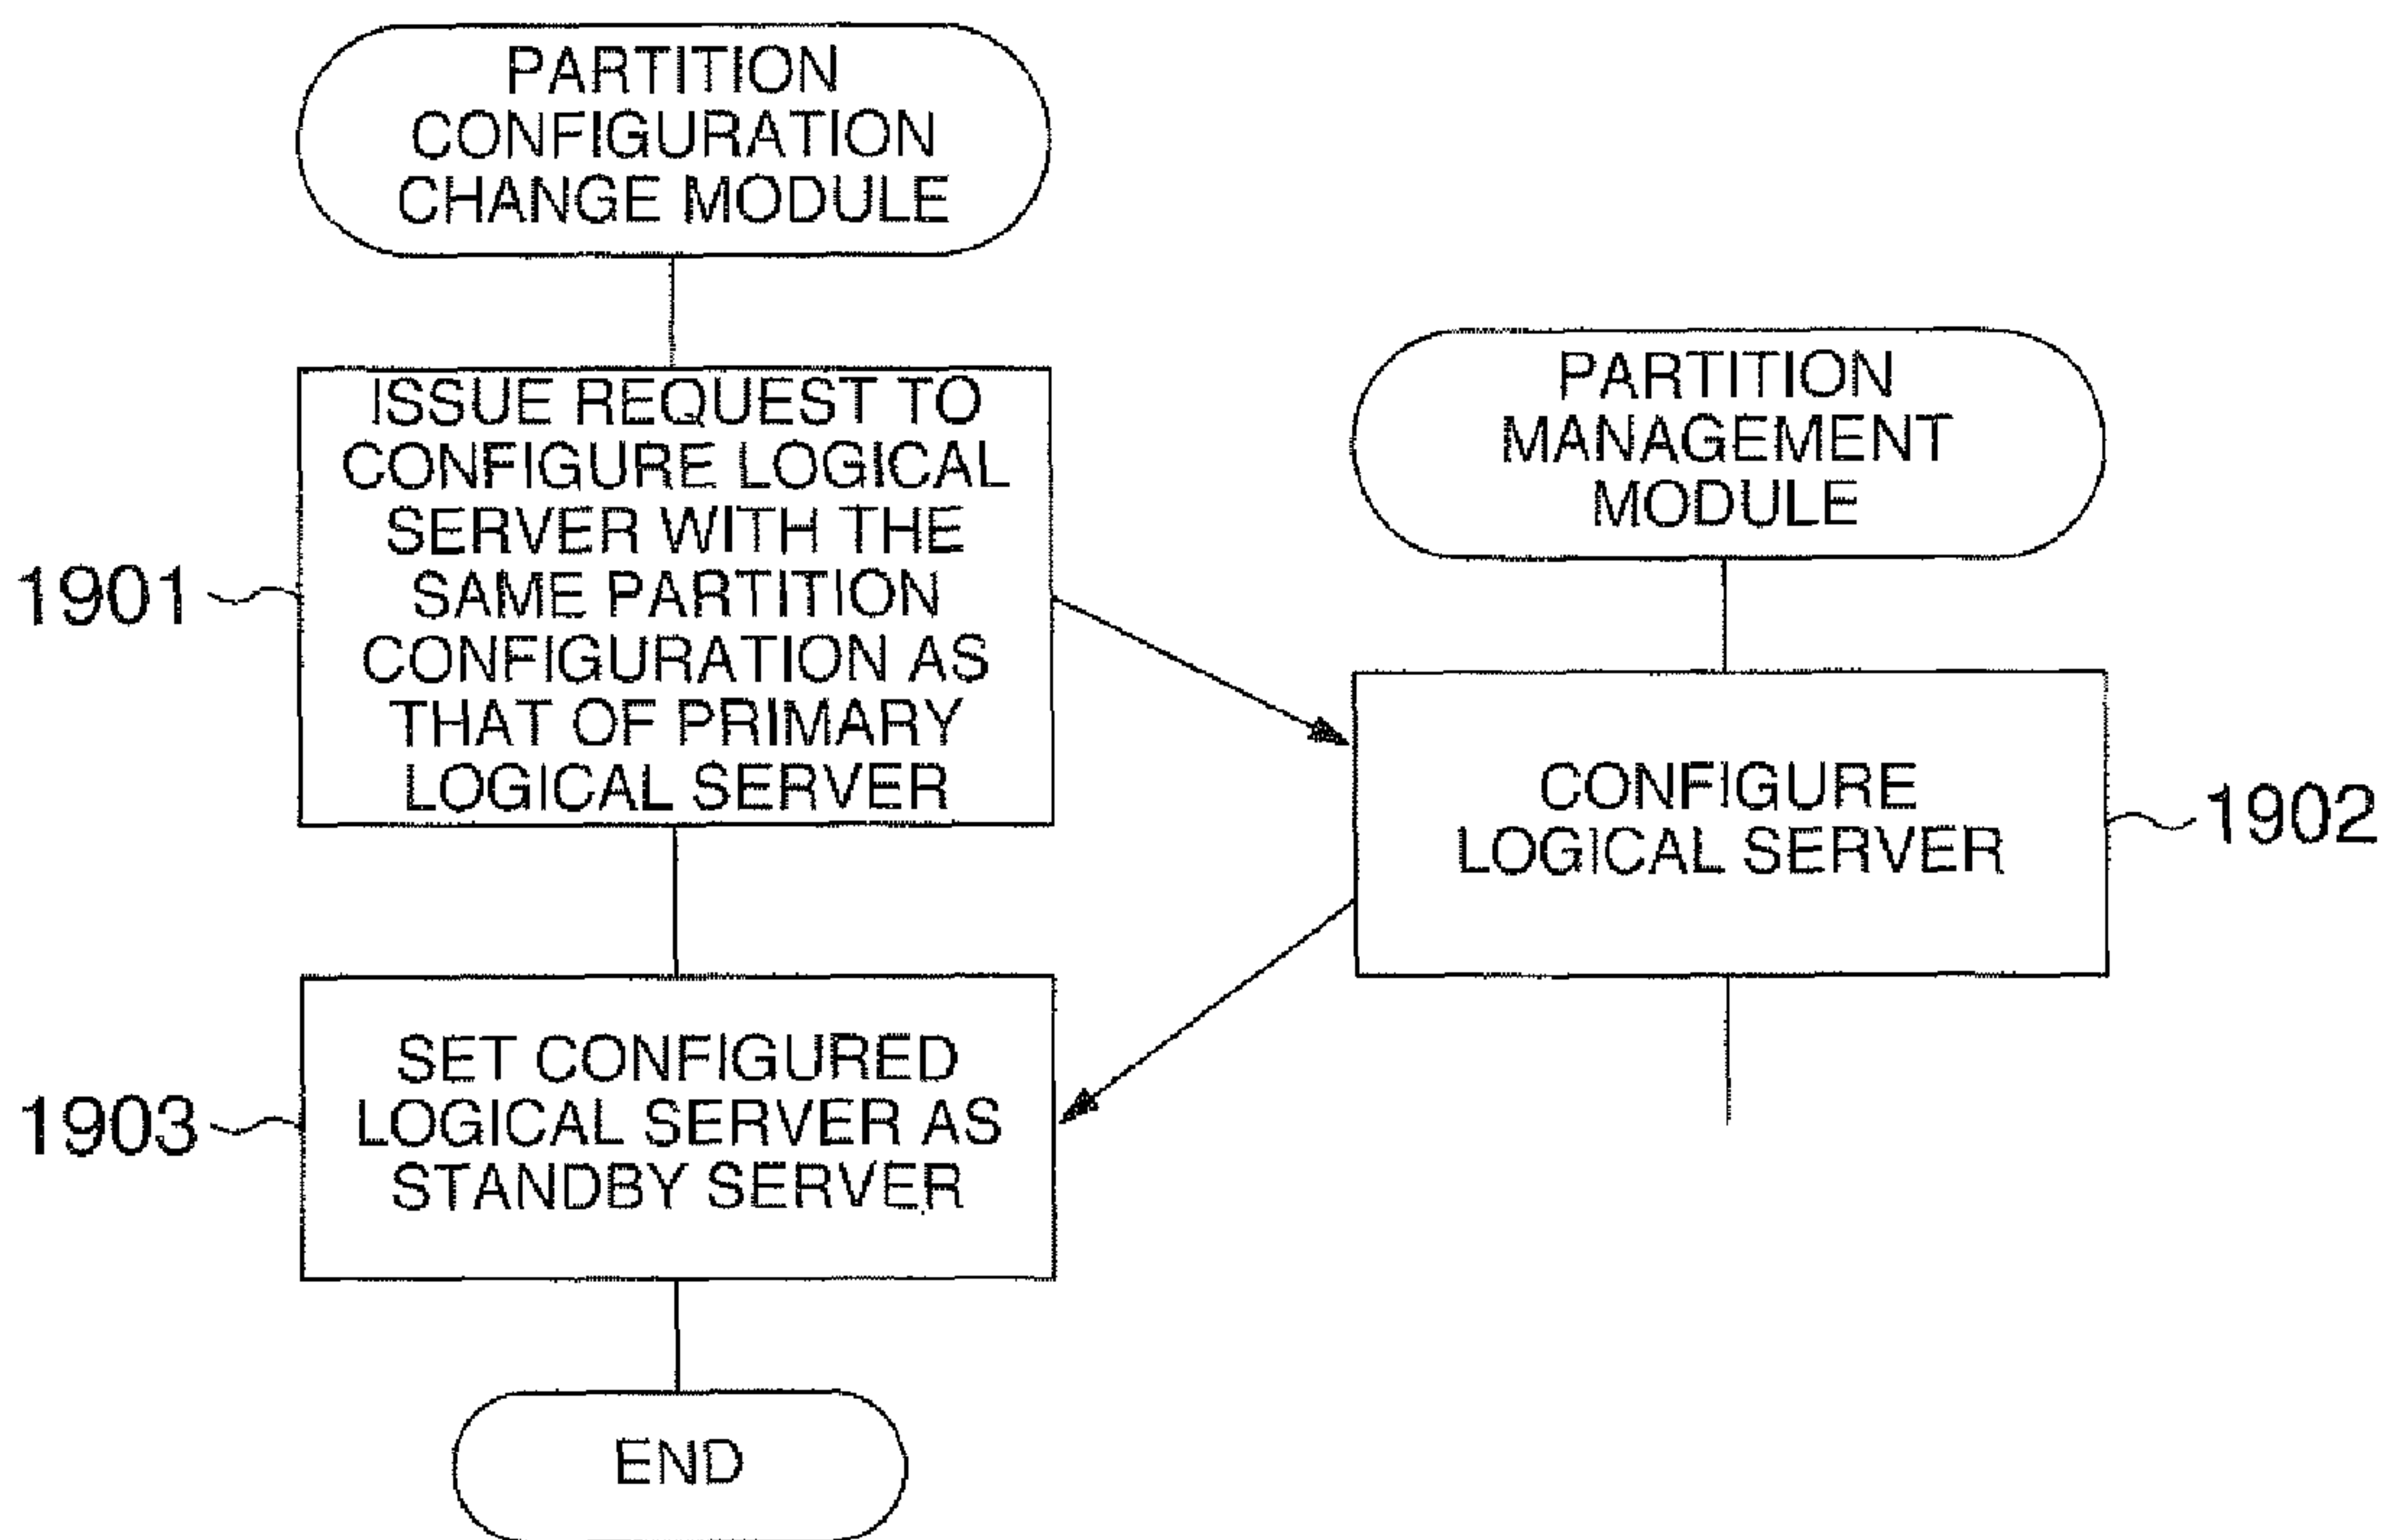 PARTITION
CONFIGURATION
CHANGE MODULE
ISSUE REQUEST TO
CONFIGURE LOGICAL
SERVER WITH THE
SAME PARTITION
CONFIGURATION AS
THAT OF PRIMARY
LOGICAL SERVER
1901
PARTITION
MANAGEMENT
MODULE
CONFIGURE
LOGICAL SERVER
1902
SET CONFIGURED
LOGICAL SERVER AS
STANDBY SERVER
1903
END